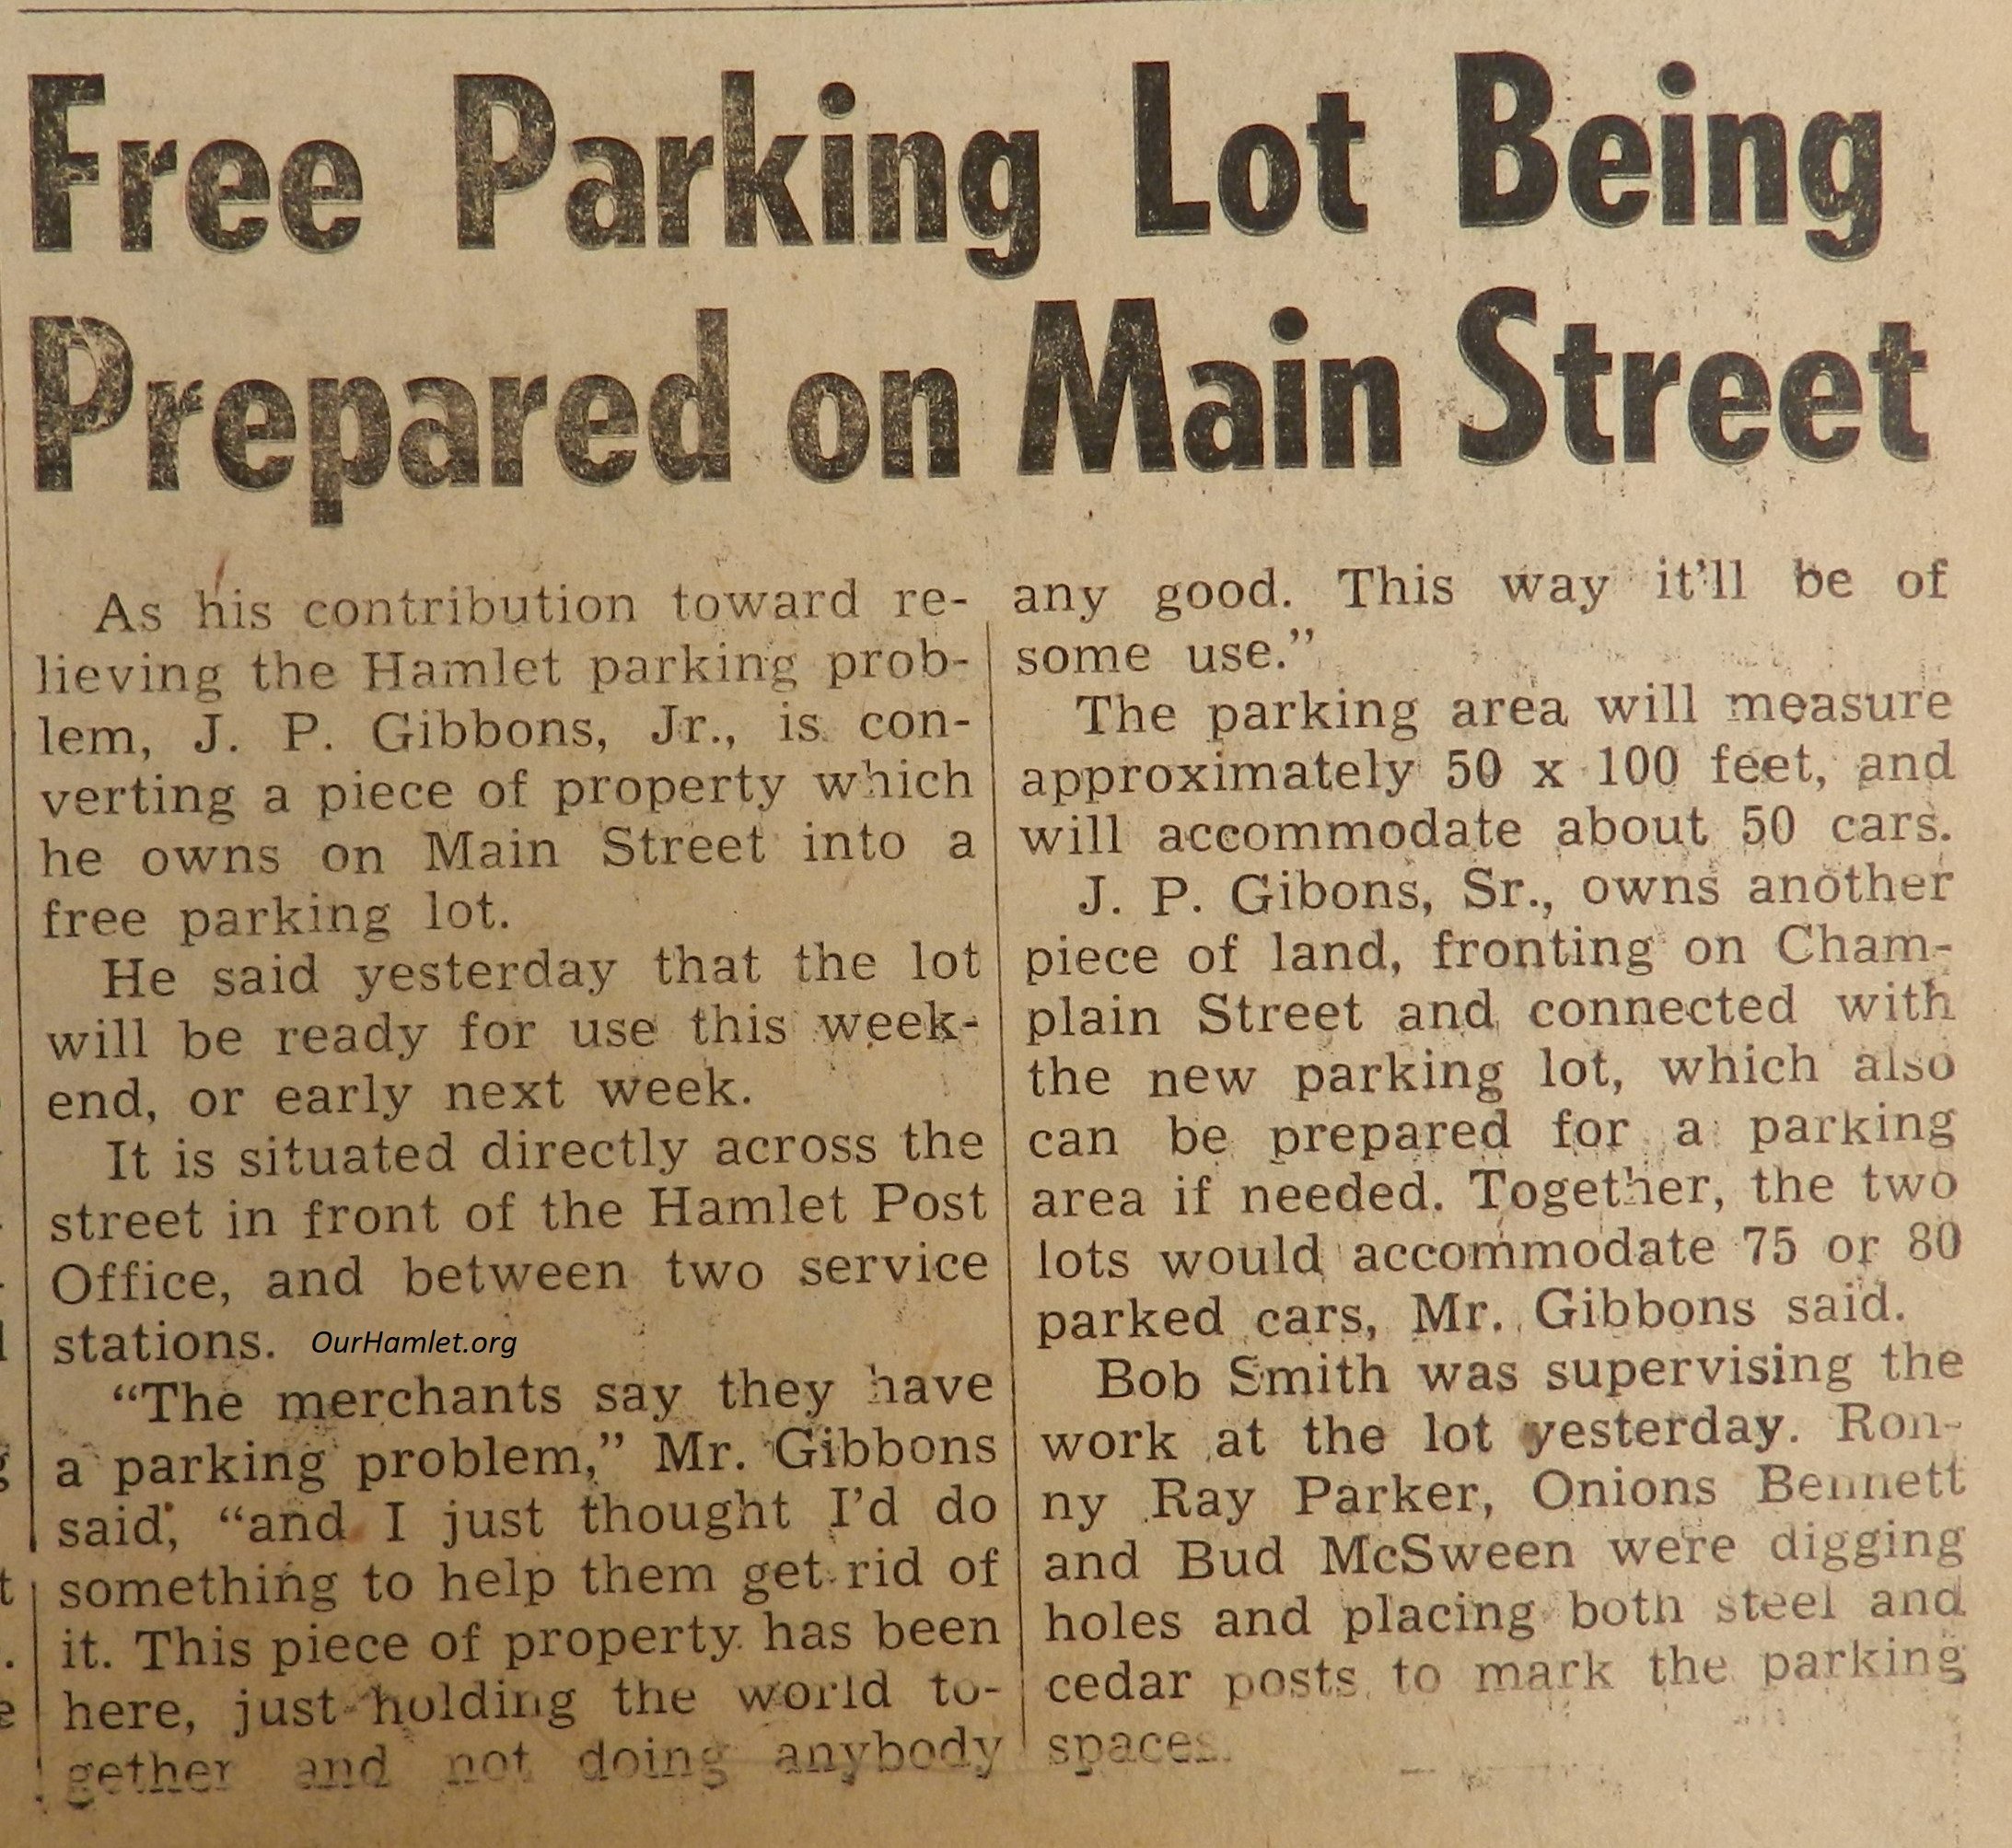 Free Parking Lot Being
Prepared on Main Street
As his contribution toward re-
lieving the Hamlet parking prob-
lem, J. P. Gibbons, Jr., is con-
verting a piece of property which
he owns on Main Street into a
free parking lot.
He said yesterday that the lot
will be ready for use this week-
end, or early next week.
It is situated directly across the
street in front of the Hamlet Post
Office, and between two service
stations. OurHamlet.org
“The merchants say they have
a parking problem,” Mr. Gibbons
said, “and I just thought I’d do
something to help them get rid of
it. This piece of property has been
here, just holding the world to-
gether and not doing anybody
any good. This way it’ll be of
some use.”
The parking area will measure
approximately 50 x 100 feet, and
will accommodate about 50 cars.
J. P. Gibons, Sr., owns another
piece of land, fronting on Cham-
plain Street and connected with
the new parking lot, which also
can be prepared for a parking
area if needed. Together, the two
lots would accommodate 75 or 80
parked cars, Mr. Gibbons said.
Bob Smith was supervising the
work at the lot yesterday. Ron-
ny Ray Parker, Onions Bennett
and Bud McSween were digging
holes and placing both steel and
cedar posts to mark the parking
spaces.